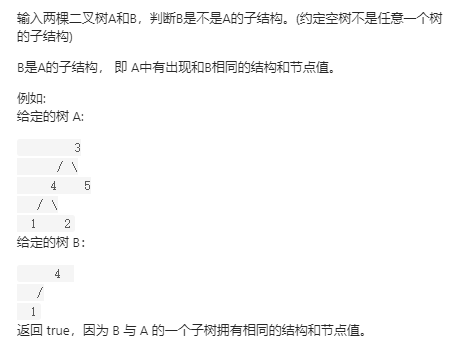 输入两棵二叉树A和B，判断B是不是A的子结构。(约定空树不是任意一个树
的子结构)
B是A的子结构， 即 A中有出现和B相同的结构和节点值。
例如:
给定的树 A:
3
/ \
4 5
/ \
1 2
给定的树 B：
4
/
1
返回 true，因为 B 与 A 的一个子树拥有相同的结构和节点值。